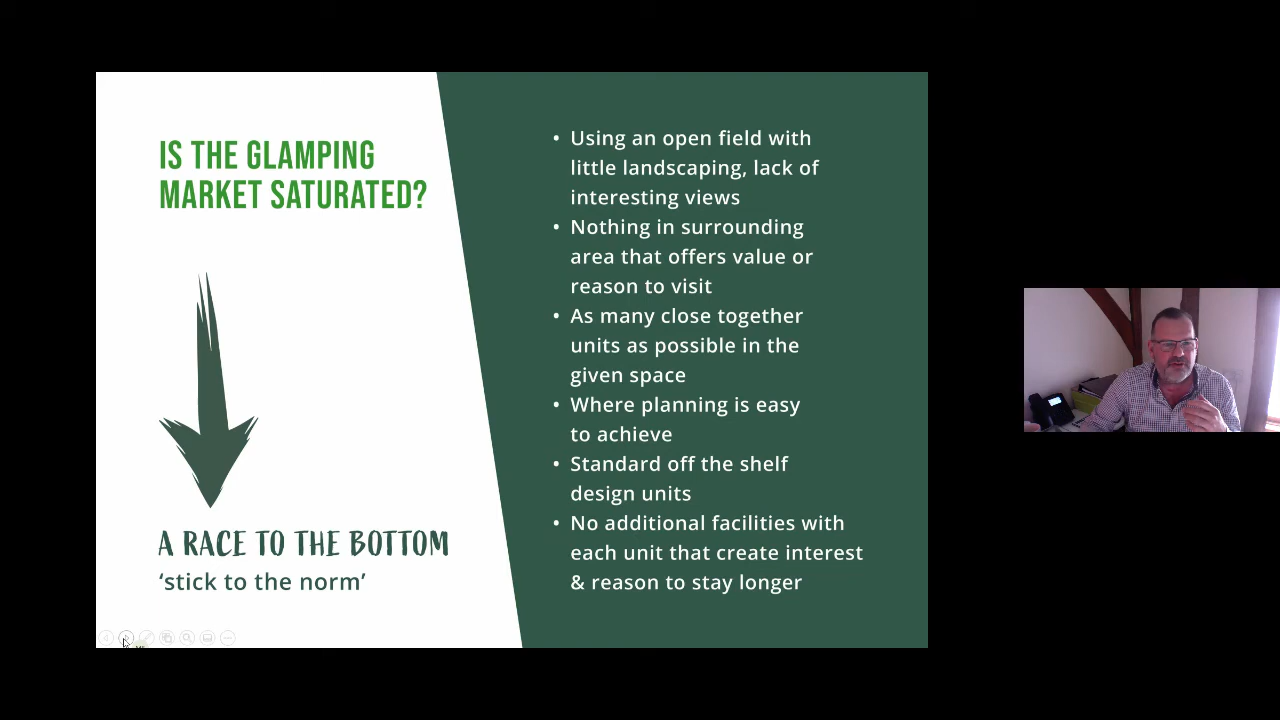 IS THE GLAMPING
MARKET SATURATED?
A RACE TO THE BOTTOM
‘stick to the norm’
• Using an open field with
little landscaping, lack of
interesting views
• Nothing in surrounding
area that offers value or
reason to visit
• As many close together
units as possible in the
given space
• Where planning is easy
to achieve
• Standard off the shelf
design units
• No additional facilities with
each unit that create interest
& reason to stay longer